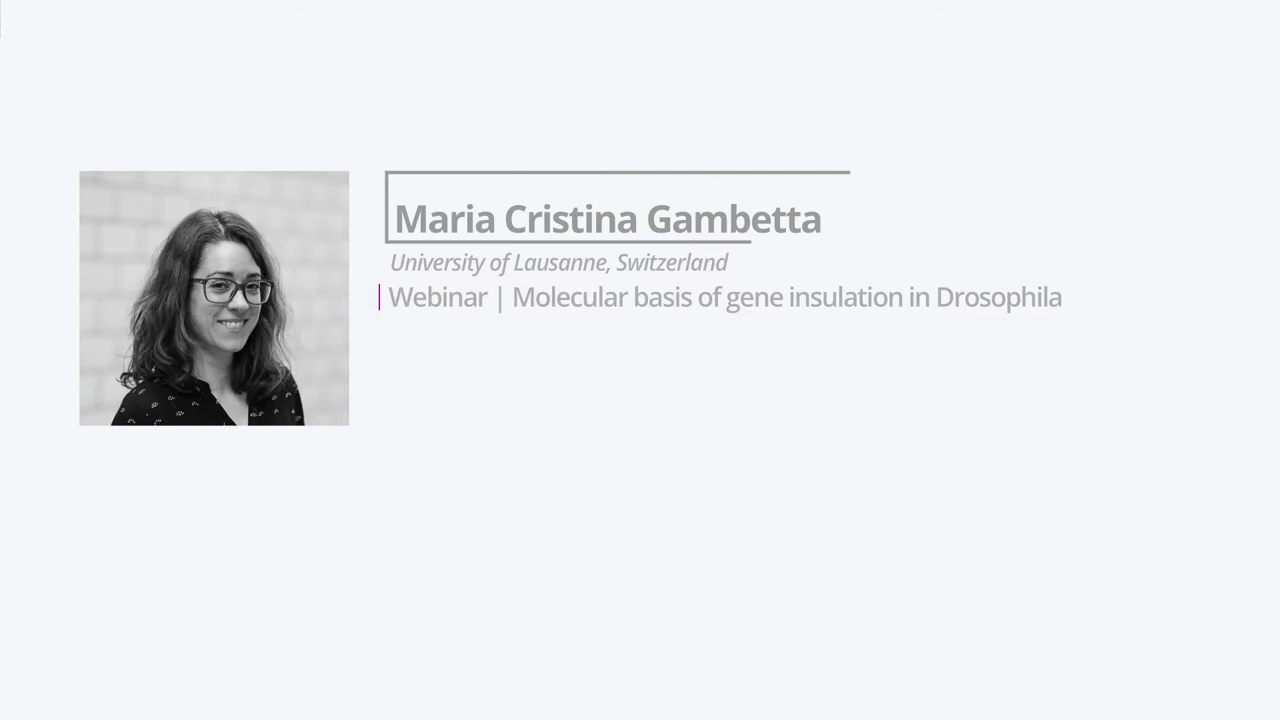 Maria Cristina Gambetta
University of Lausanne, Switzerland
Webinar | Molecular basis of gene insulation in Drosophila